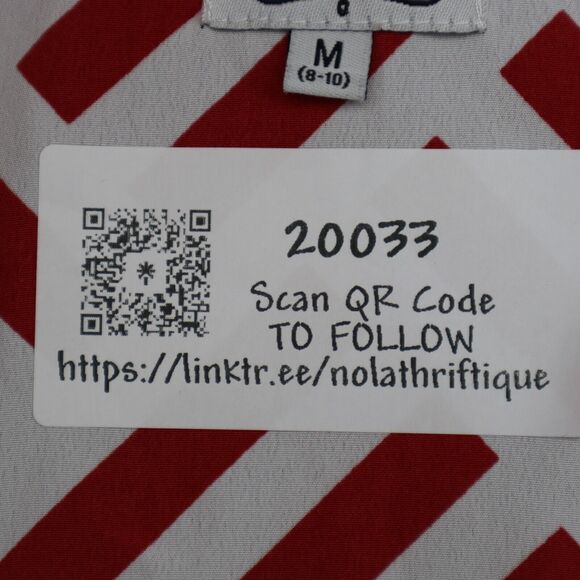 M
(8-10)
20033
Scan QR Code
TO FOLLOW
https://linktr.ee/nolathriftique